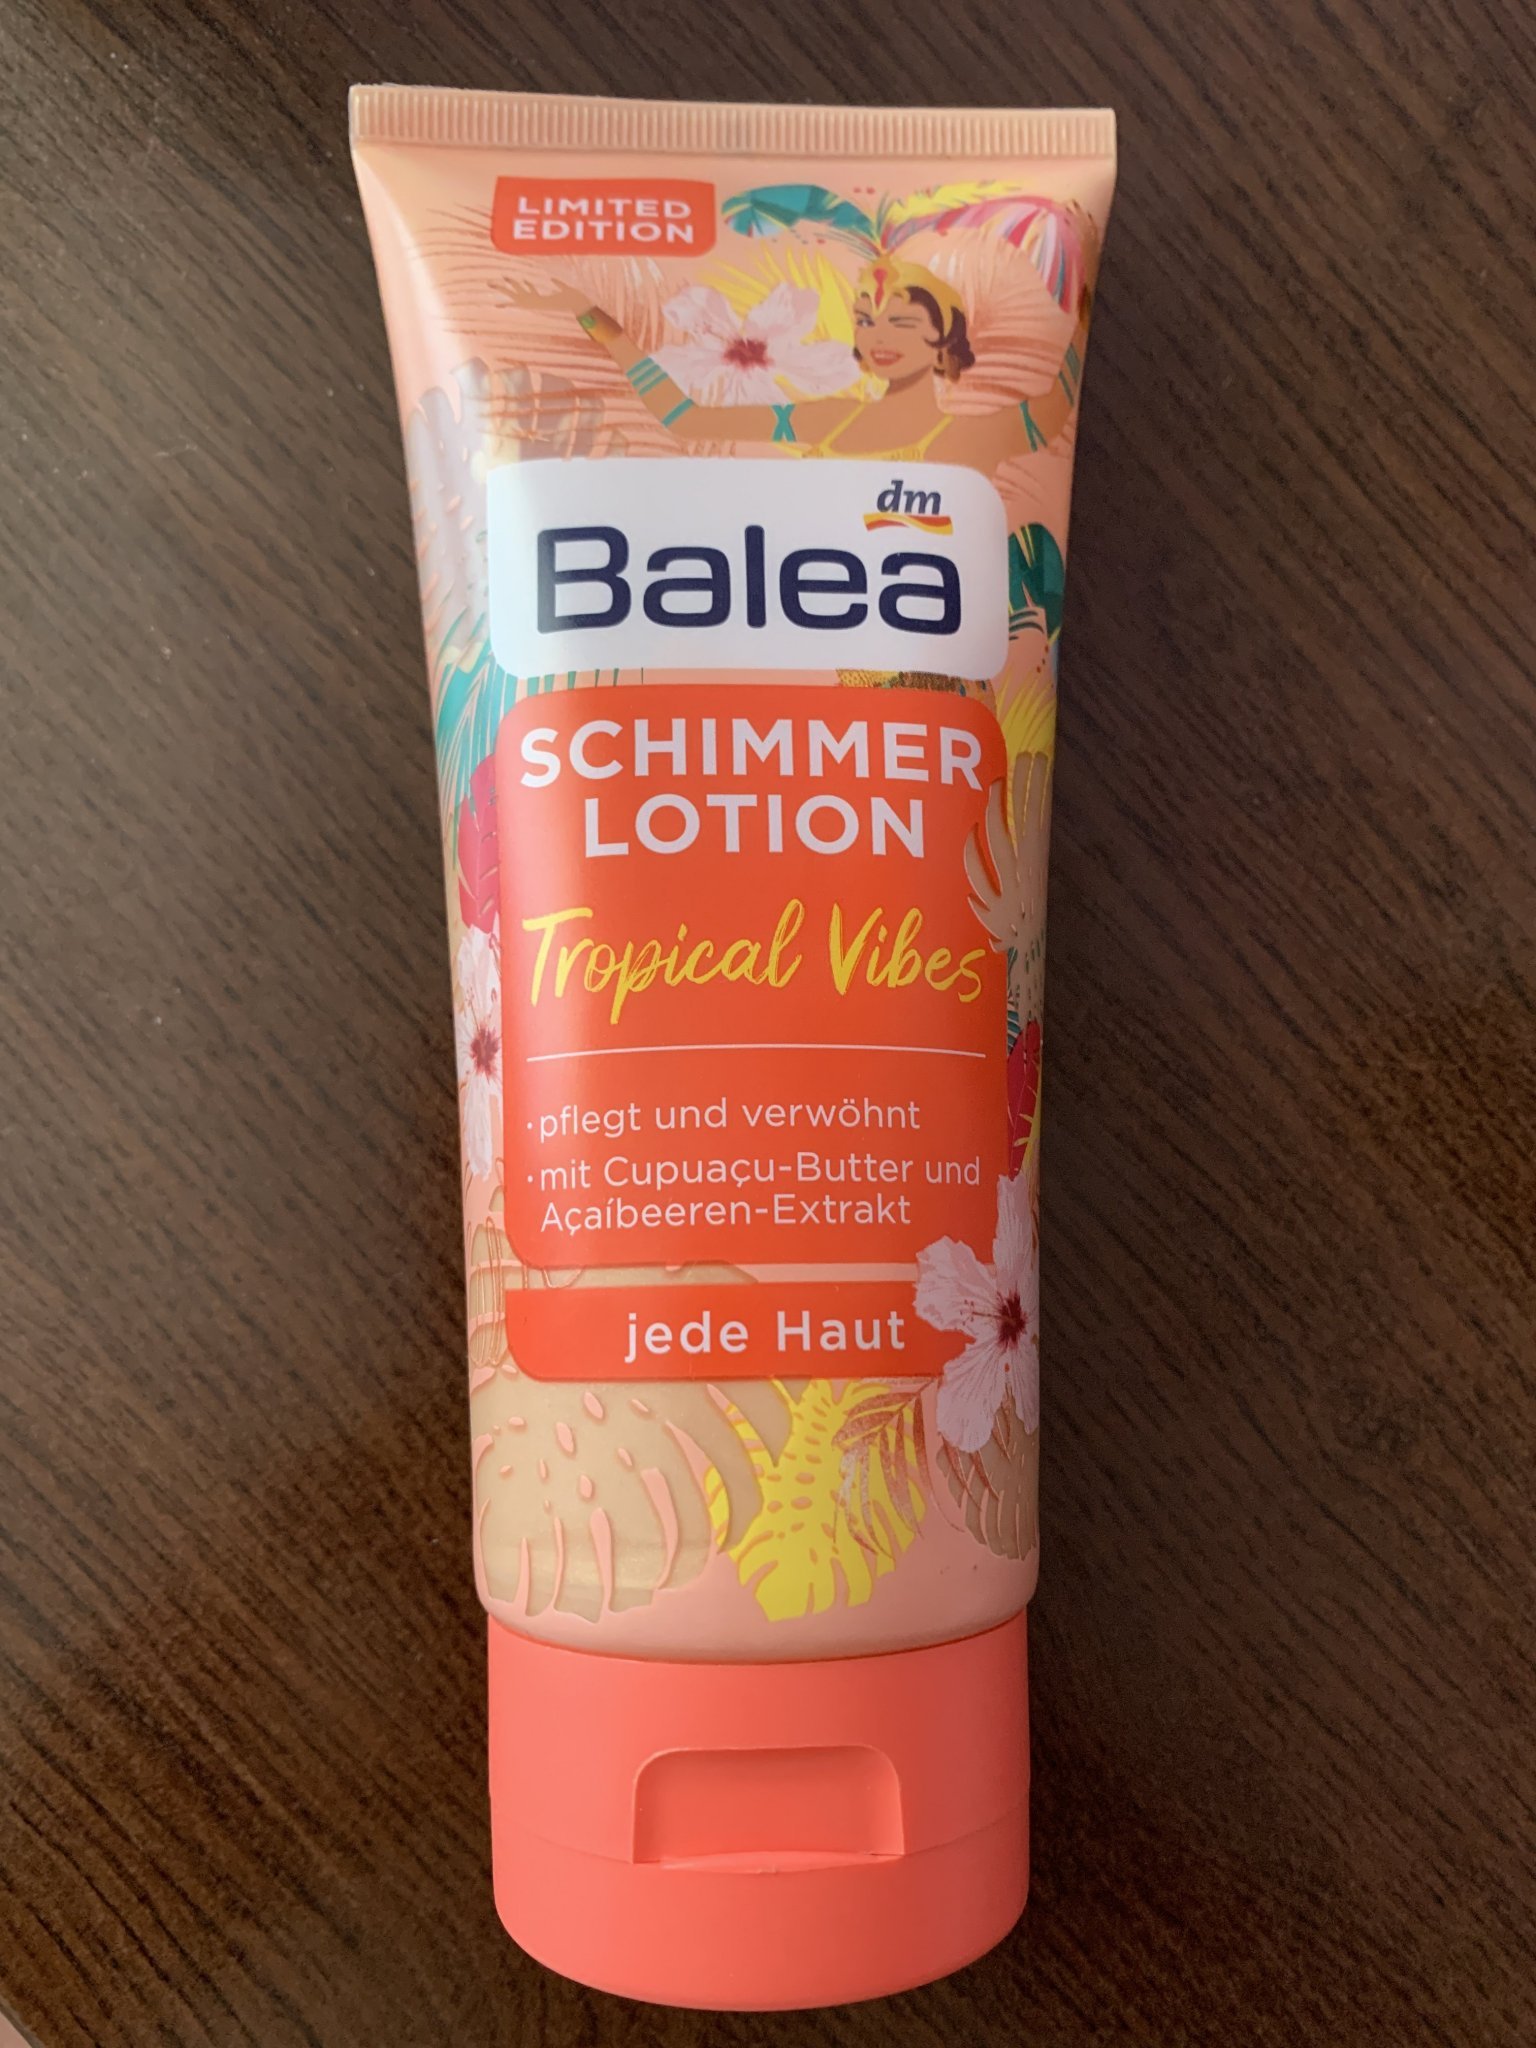 LIMITED
EDITION
dm
Balea
SCHIMMER
LOTION
Tropical Vibes
· pflegt und verwöhnt
· mit Cupuaçu-Butter und
Açaíbeeren-Extrakt
jede Haut